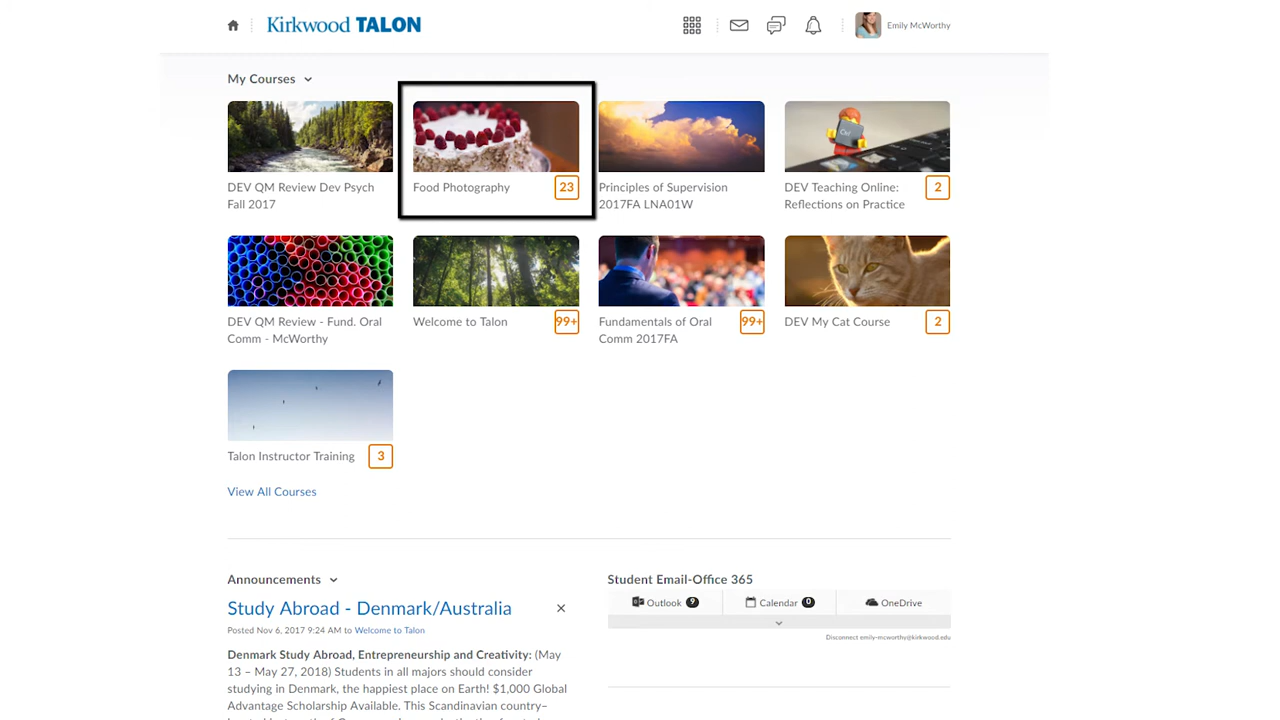 Kirkwood TALON
Emily McWorthy
My Courses
DEV QM Review Dev Psych
Fall 2017
Food Photography
23
Principles of Supervision
2017FA LNA01W
DEV Teaching Online:
Reflections on Practice
2
DEV QM Review - Fund. Oral
Comm - McWorthy
Welcome to Talon
99+
Fundamentals of Oral
Comm 2017FA
99+
DEV My Cat Course
2
Talon Instructor Training
3
View All Courses
Announcements
Study Abroad - Denmark/Australia
Posted Nov 6, 2017 9:24 AM to Welcome to Talon
Denmark Study Abroad, Entrepreneurship and Creativity: (May
13 – May 27, 2018) Students in all majors should consider
studying in Denmark, the happiest place on Earth! $1,000 Global
Advantage Scholarship Available. This Scandinavian country–
Student Email-Office 365
Outlook 9
Calendar 0
OneDrive
Disconnect emily-mcworthy@kirkwood.edu